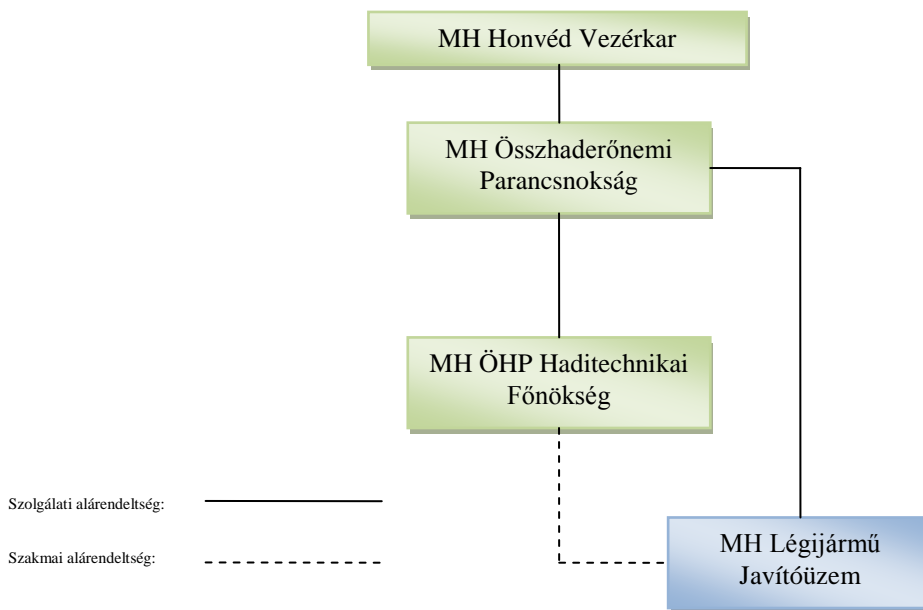 MH Honvéd Vezérkar
MH Összhaderőnemi
Parancsnokság
MH ÖHP Haditechnikai
Főnökség
Szolgálati alárendeltség:
Szakmai alárendeltség:
MH Légijármű
Javítóüzem